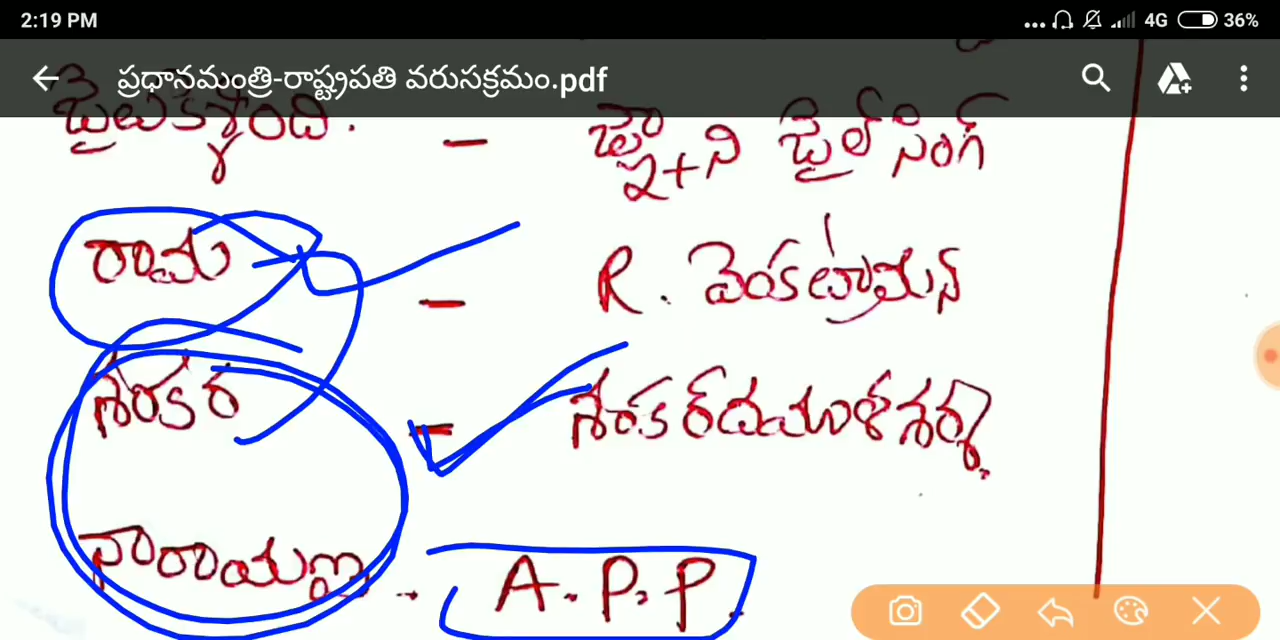 2:19 PM ... 4G 36%
ప్రధానమంత్రి-రాష్ట్రపతి వరుసక్రమం.pdf
జైలుకెళ్ళొంది. - జ్ఞాని జైల్ సింగ్
రామ - R. వెంకట్రామన్
శంకర - శంకర్ దయాళ్ శర్మ
నారాయణ - A.P.P